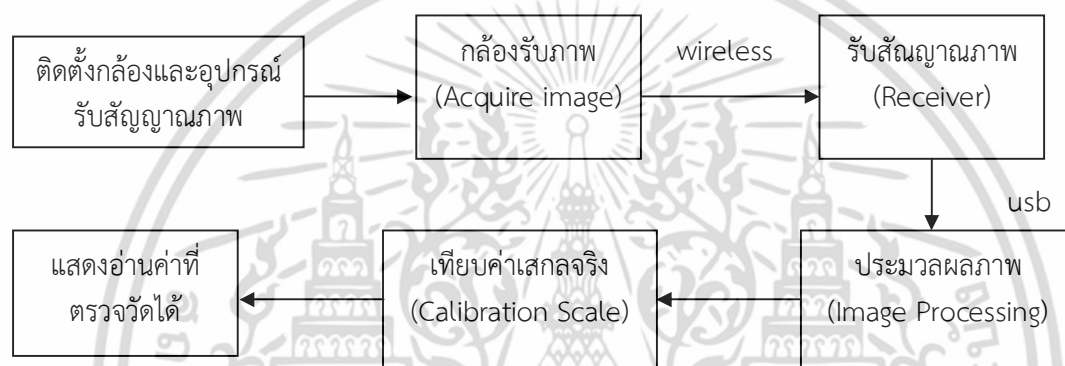 ติดตั้งกล้องและอุปกรณ์
รับสัญญาณภาพ
กล้องรับภาพ
(Acquire image)
wireless
รับสัณญาณภาพ
(Receiver)
usb
ประมวลผลภาพ
(Image Processing)
เทียบค่าเสกลจริง
(Calibration Scale)
แสดงอ่านค่าที่
ตรวจวัดได้